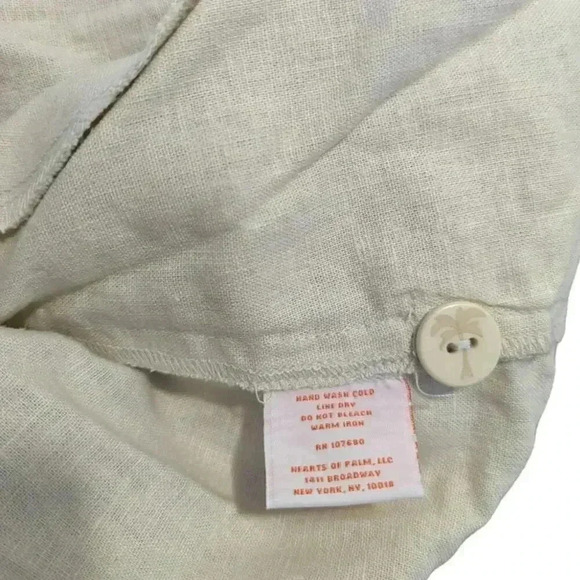 HAND WASH COLD
LINE DRY
DO NOT BLEACH
WARM IRON
RN 107680
HEARTS OF PALM, LLC
1411 BROADWAY
NEW YORK, NY, 10018